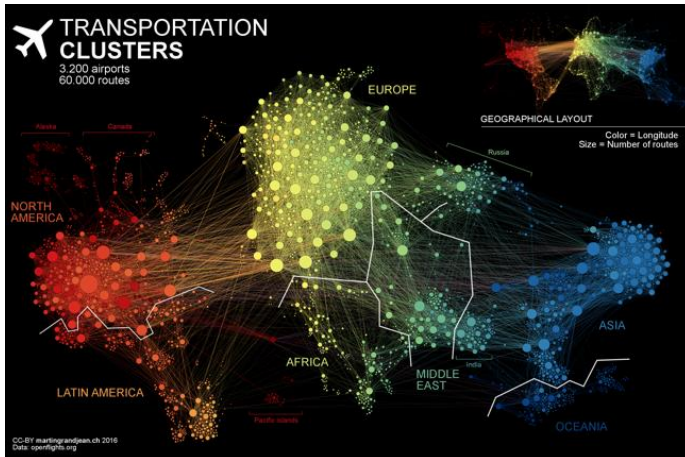 TRANSPORTATION
CLUSTERS
3.200 airports
60.000 routes
EUROPE
GEOGRAPHICAL LAYOUT
Color = Longitude
Size = Number of routes
Alaska
Canada
Russia
NORTH
AMERICA
ASIA
AFRICA
India
MIDDLE
EAST
LATIN AMERICA
Pacific islands
OCEANIA
CC-BY martingrandjean.ch 2016
Data: openflights.org